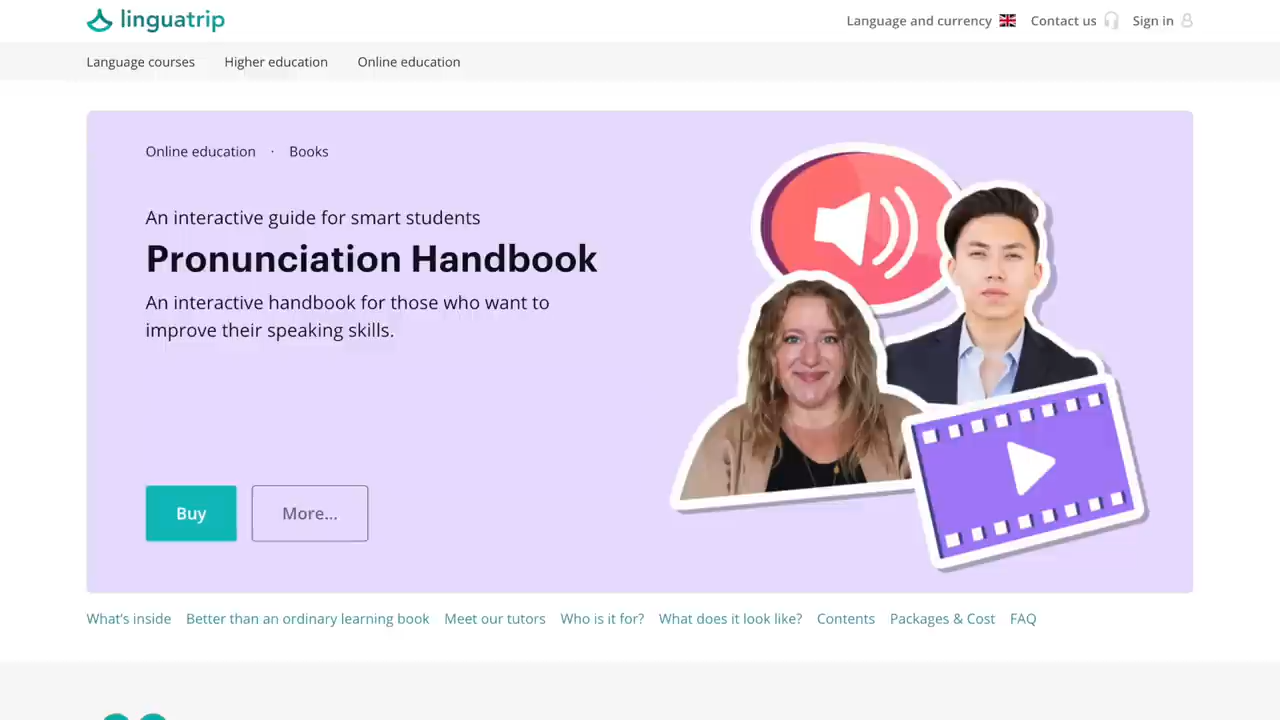 linguatrip
Language and currency Contact us Sign in
Language courses Higher education Online education
Online education · Books
An interactive guide for smart students
Pronunciation Handbook
An interactive handbook for those who want to
improve their speaking skills.
Buy More...
What's inside Better than an ordinary learning book Meet our tutors Who is it for? What does it look like? Contents Packages & Cost FAQ